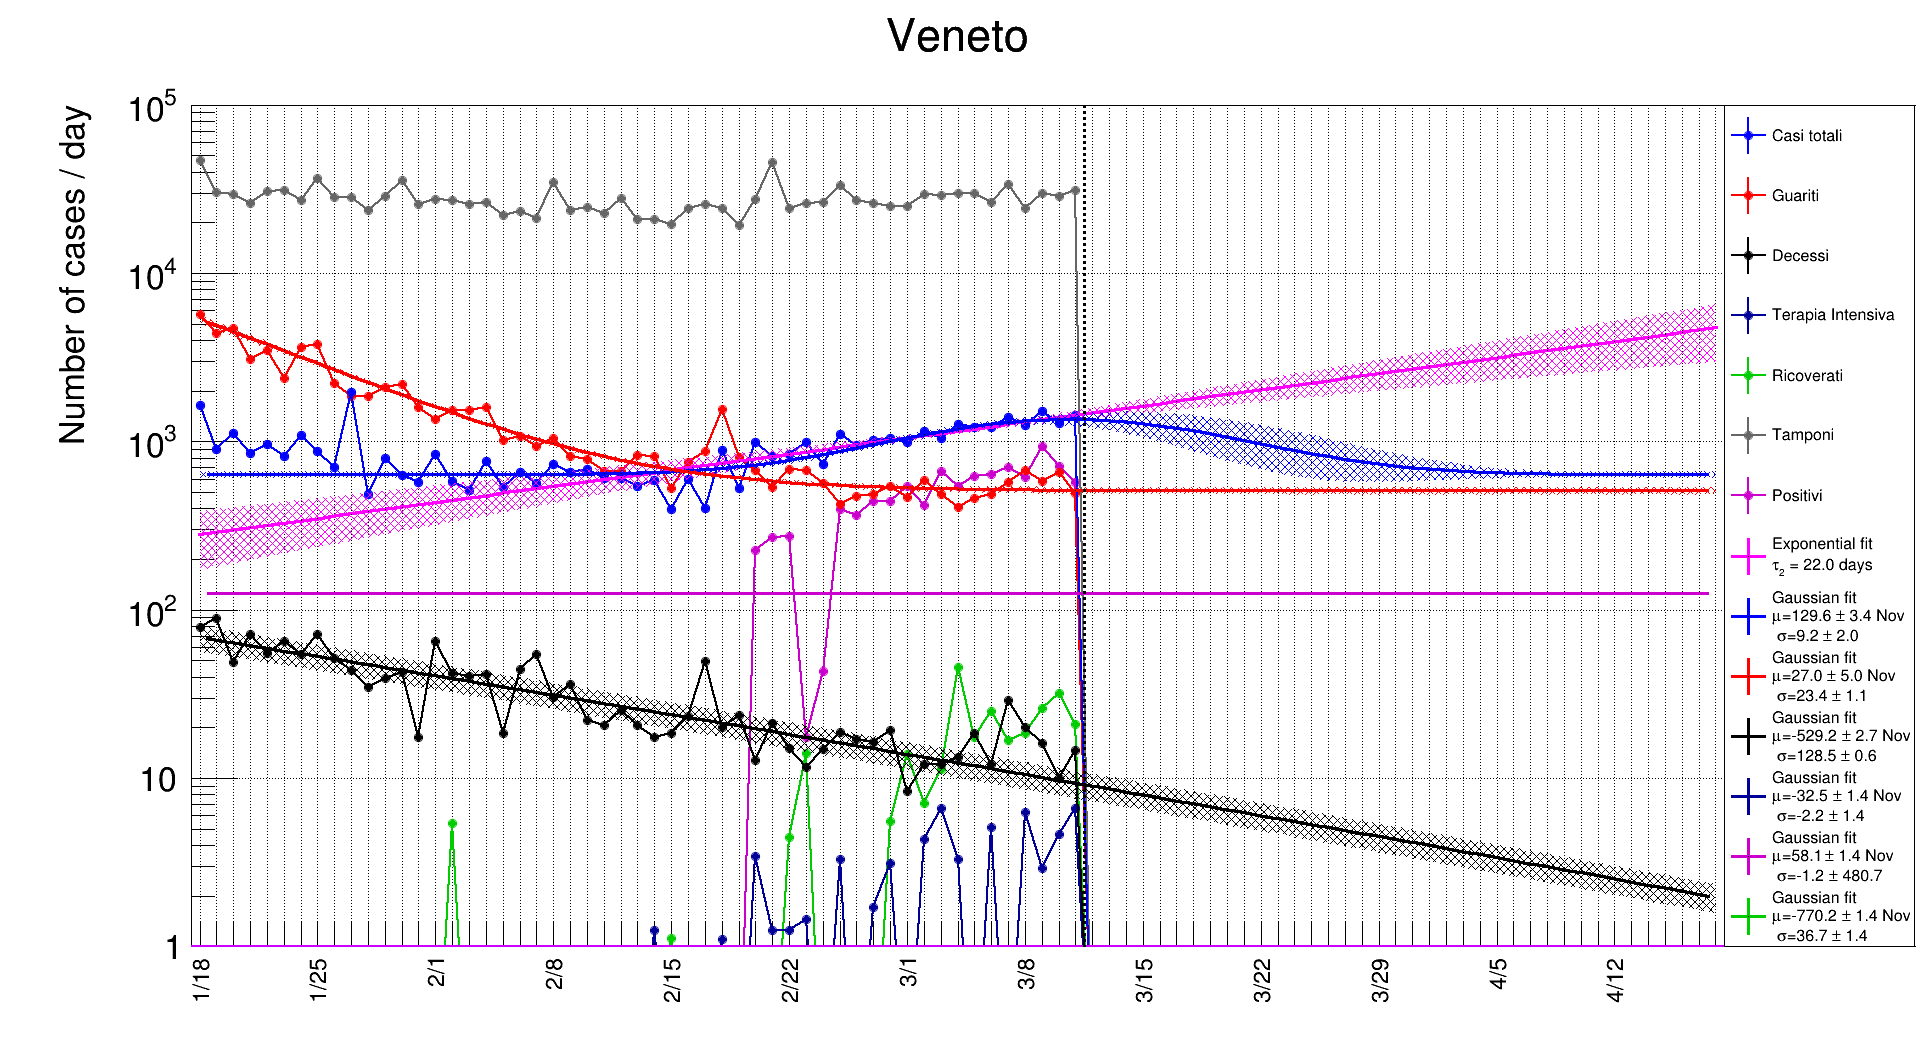 Veneto
Number of cases / day
10^5
10^4
10^3
10^2
10
1
1/18
1/25
2/1
2/8
2/15
2/22
3/1
3/8
3/15
3/22
3/29
4/5
4/12
Casi totali
Guariti
Decessi
Terapia Intensiva
Ricoverati
Tamponi
Positivi
Exponential fit
τ₂ = 22.0 days
Gaussian fit
μ=129.6 ± 3.4 Nov
σ=9.2 ± 2.0
Gaussian fit
μ=27.0 ± 5.0 Nov
σ=23.4 ± 1.1
Gaussian fit
μ=-529.2 ± 2.7 Nov
σ=128.5 ± 0.6
Gaussian fit
μ=-32.5 ± 1.4 Nov
σ=-2.2 ± 1.4
Gaussian fit
μ=58.1 ± 1.4 Nov
σ=-1.2 ± 480.7
Gaussian fit
μ=-770.2 ± 1.4 Nov
σ=36.7 ± 1.4